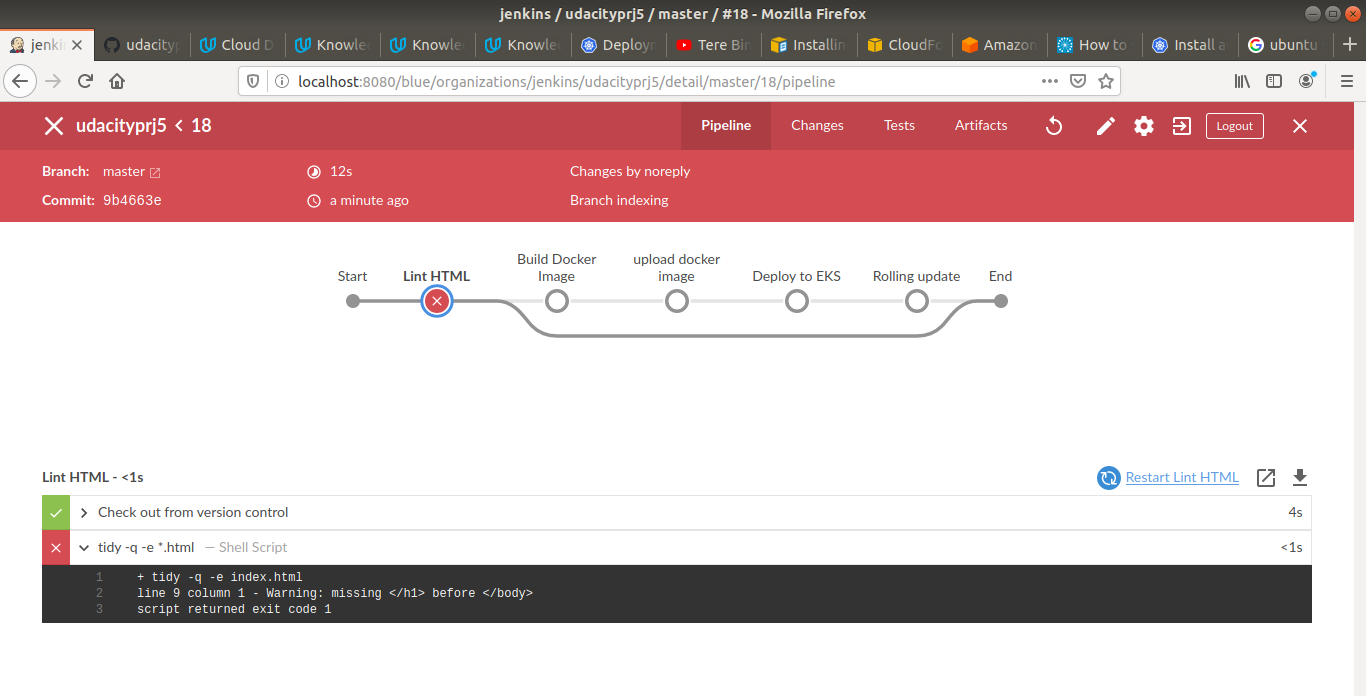 jenkins / udacityprj5 / master / #18 - Mozilla Firefox
jenki udacityp Cloud D Knowle Knowle Knowle Deploym Tere Bin Installin CloudFo Amazon How to Install a ubuntu
localhost:8080/blue/organizations/jenkins/udacityprj5/detail/master/18/pipeline
udacityprj5 < 18 Pipeline Changes Tests Artifacts Logout
Branch: master 12s Changes by noreply
Commit: 9b4663e a minute ago Branch indexing
Start Lint HTML Build Docker Image upload docker image Deploy to EKS Rolling update End
Lint HTML - <1s Restart Lint HTML
Check out from version control 4s
tidy -q -e *.html — Shell Script <1s
1 + tidy -q -e index.html
2 line 9 column 1 - Warning: missing </h1> before </body>
3 script returned exit code 1